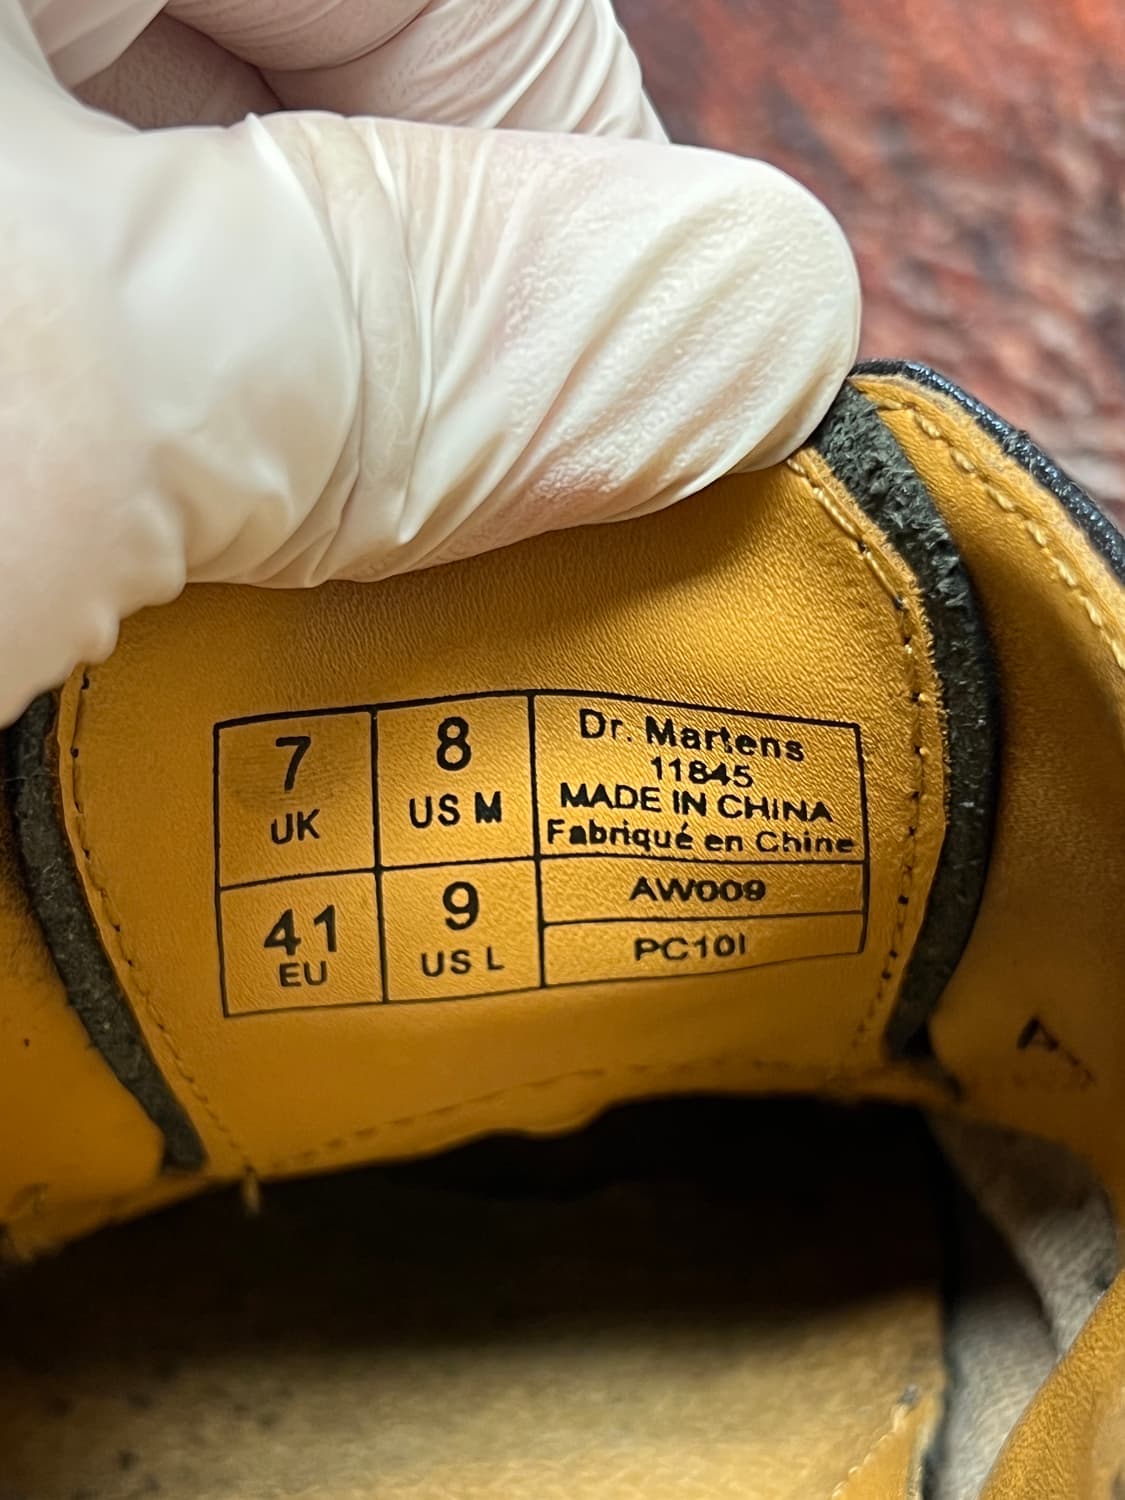 7
UK
8
US M
41
EU
9
US L
Dr. Martens
11845
MADE IN CHINA
Fabriqué en Chine
AW009
PC10I
A